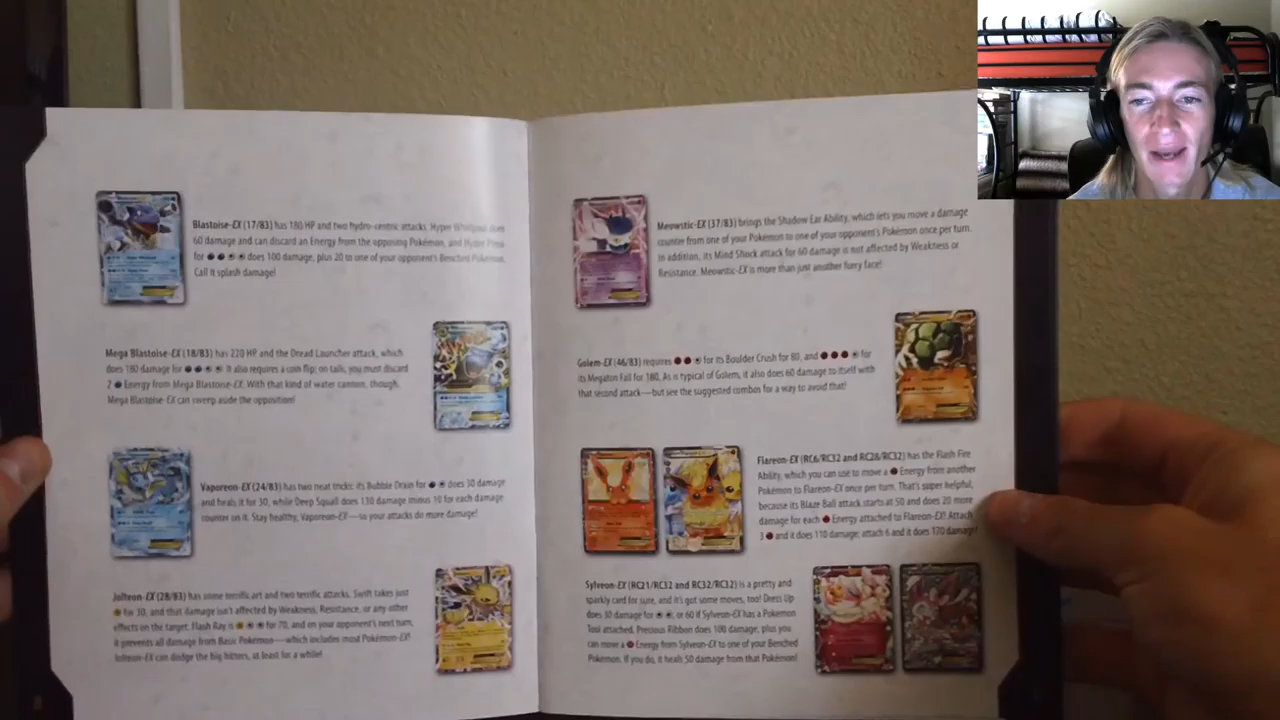 Blastoise-EX (17/83) has 180 HP and two hydro-centric attacks. Hyper Whirlpool does
60 damage and can discard an Energy from the opposing Pokémon, and Hydro Press
for does 100 damage, plus 20 to one of your opponent's Benched Pokémon.
Call it splash damage!
Mega Blastoise-EX (18/83) has 220 HP and the Dread Launcher attack, which
does 180 damage for It also requires a coin flip; on tails, you must discard
2 Energy from Mega Blastoise-EX. With that kind of water cannon, though,
Mega Blastoise-EX can sweep aside the opposition!
Vaporeon-EX (24/83) has two neat tricks: its Bubble Drain for does 30 damage
and heals it for 30, while Deep Squall does 130 damage minus 10 for each damage
counter on it. Stay healthy, Vaporeon-EX—so your attacks do more damage!
Jolteon-EX (28/83) has some terrific art and two terrific attacks. Swift takes just
for 30, and that damage isn't affected by Weakness, Resistance, or any other
effects on the target. Flash Ray is for 70, and on your opponent's next turn,
it prevents all damage from Basic Pokémon—which includes most Pokémon-EX!
Jolteon-EX can dodge the big hitters, at least for a while!
Meowstic-EX (37/83) brings the Shadow Ear Ability, which lets you move a damage
counter from one of your Pokémon to one of your opponent's Pokémon once per turn.
In addition, its Mind Shock attack for 60 damage is not affected by Weakness or
Resistance. Meowstic-EX is more than just another furry face!
Golem-EX (46/83) requires for its Boulder Crush for 80, and for
its Megaton Fall for 180. As is typical of Golem, it also does 60 damage to itself with
that second attack—but see the suggested combos for a way to avoid that!
Flareon-EX (RC6/RC32 and RC28/RC32) has the Flash Fire
Ability, which you can use to move a Energy from another
Pokémon to Flareon-EX once per turn. That's super helpful,
because its Blaze Ball attack starts at 50 and does 20 more
damage for each Energy attached to Flareon-EX! Attach
3 and it does 110 damage; attach 6 and it does 170 damage!
Sylveon-EX (RC21/RC32 and RC32/RC32) is a pretty and
sparkly card for sure, and it's got some moves, too! Dress Up
does 30 damage for , or 60 if Sylveon-EX has a Pokémon
Tool attached. Precious Ribbon does 100 damage, plus you
can move a Energy from Sylveon-EX to one of your Benched
Pokémon. If you do, it heals 50 damage from that Pokémon!